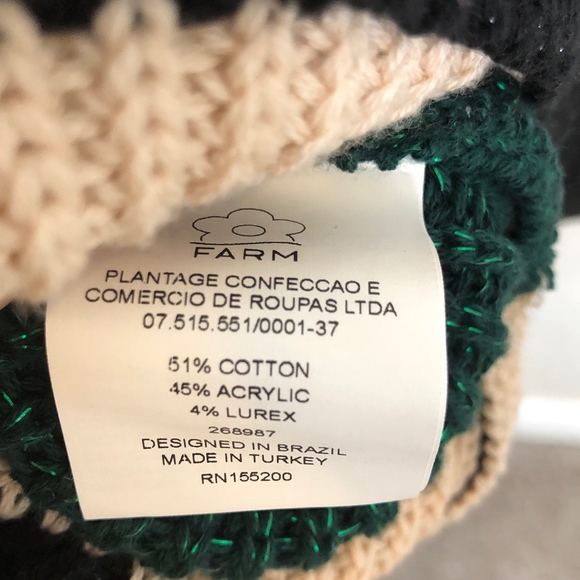 FARM
PLANTAGE CONFECCAO E
COMERCIO DE ROUPAS LTDA
07.515.551/0001-37
51% COTTON
45% ACRYLIC
4% LUREX
268987
DESIGNED IN BRAZIL
MADE IN TURKEY
RN155200